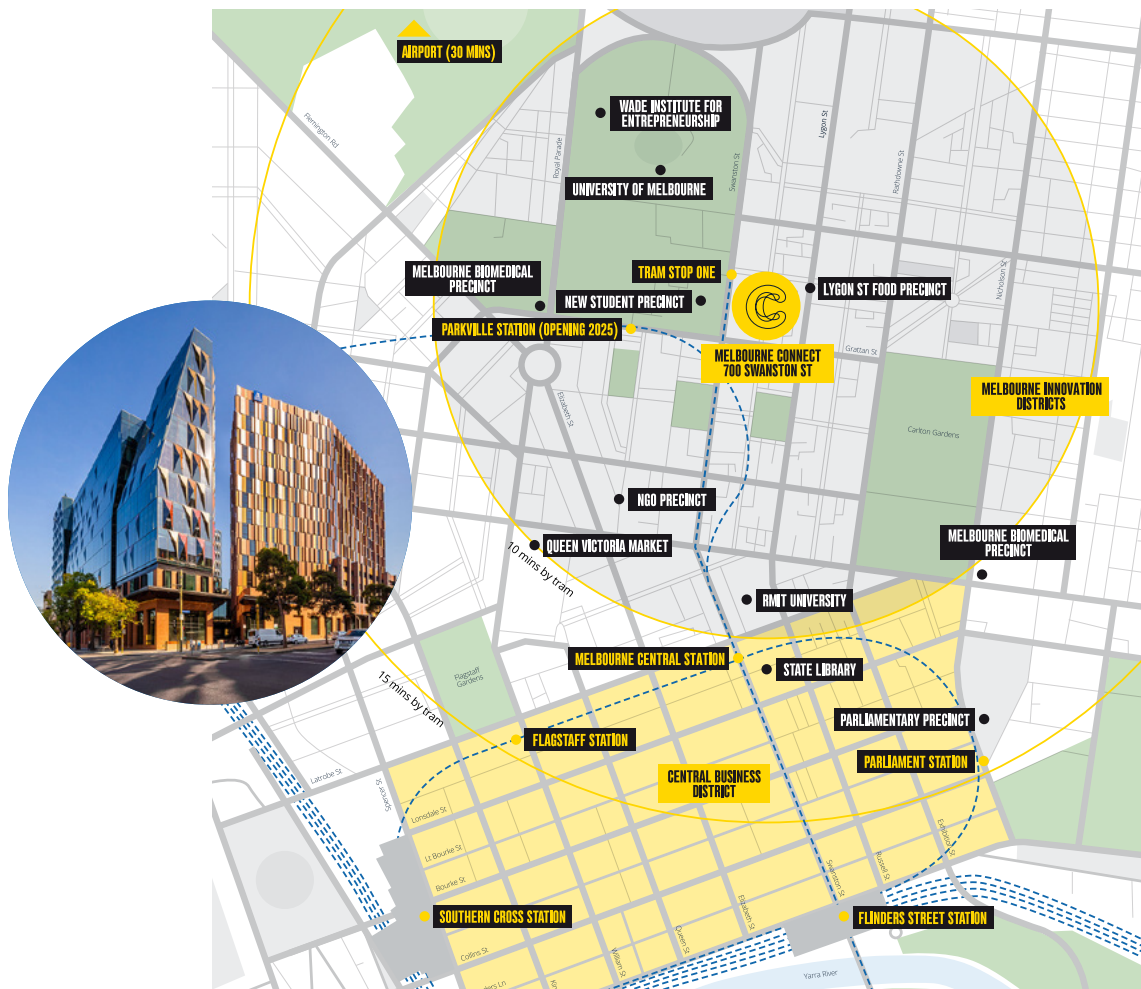 AIRPORT (30 MINS)
WADE INSTITUTE FOR
ENTREPRENEURSHIP
Flemington Rd
Royal Parade
Swanston St
Lygon St
Rathdowne St
UNIVERSITY OF MELBOURNE
MELBOURNE BIOMEDICAL
PRECINCT
TRAM STOP ONE
NEW STUDENT PRECINCT
LYGON ST FOOD PRECINCT
Nicholson St
PARKVILLE STATION (OPENING 2025)
C
MELBOURNE CONNECT
700 SWANSTON ST
Grattan St
MELBOURNE INNOVATION
DISTRICTS
Elizabeth St
Carlton Gardens
NGO PRECINCT
QUEEN VICTORIA MARKET
10 mins by tram
MELBOURNE BIOMEDICAL
PRECINCT
RMIT UNIVERSITY
MELBOURNE CENTRAL STATION
STATE LIBRARY
Flagstaff
Gardens
15 mins by tram
PARLIAMENTARY PRECINCT
FLAGSTAFF STATION
PARLIAMENT STATION
CENTRAL BUSINESS
DISTRICT
Latrobe St
Spencer St
Lonsdale St
Lt Bourke St
Bourke St
Exhibition St
Russell St
Swanston St
Elizabeth St
SOUTHERN CROSS STATION
FLINDERS STREET STATION
Queen St
William St
Collins St
Yarra River